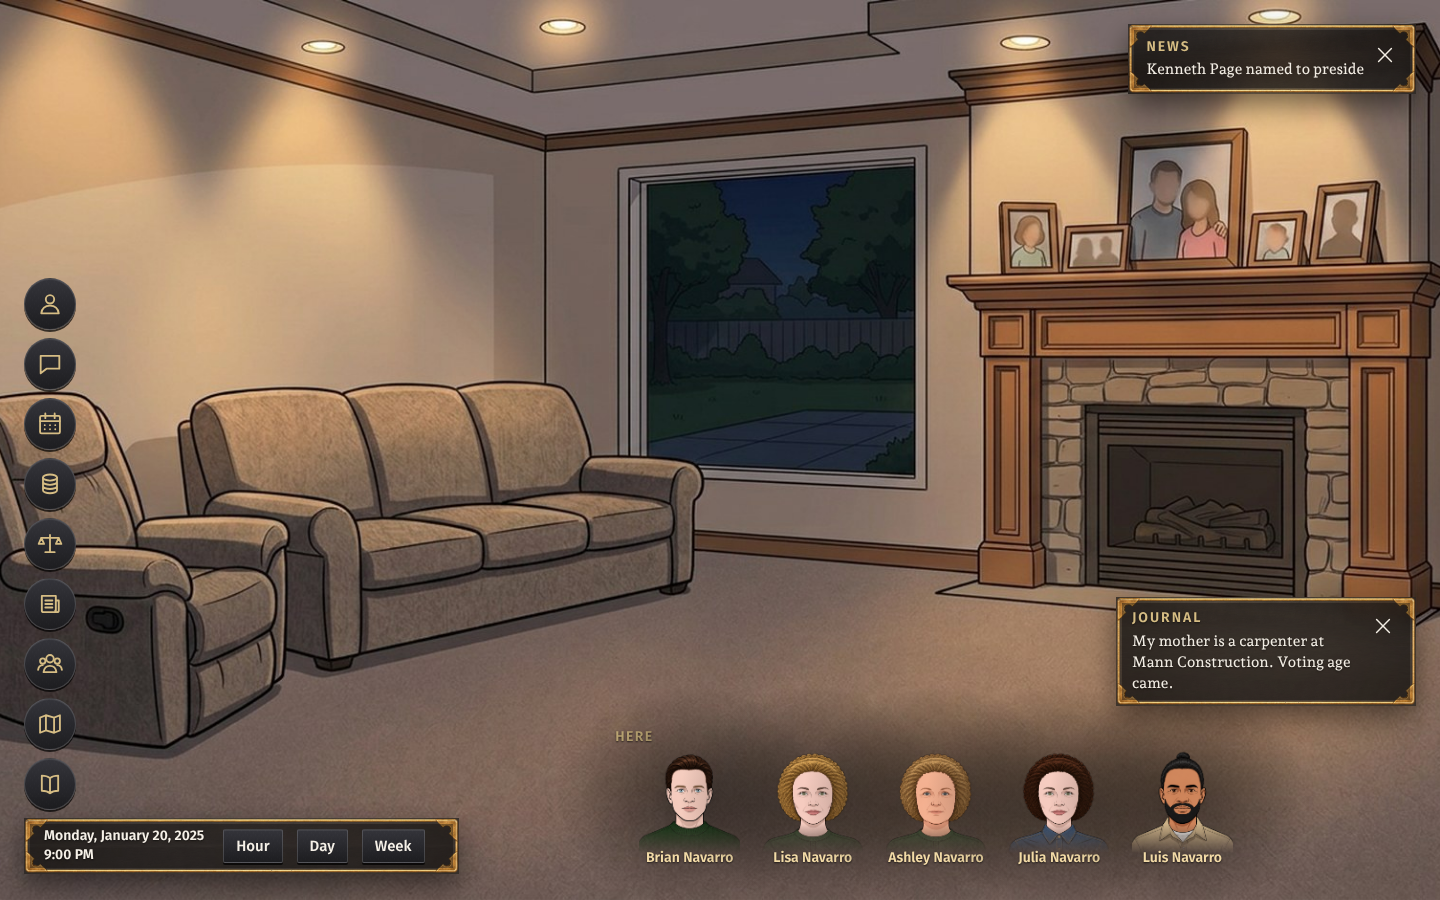 NEWS
Kenneth Page named to preside
JOURNAL
My mother is a carpenter at
Mann Construction. Voting age
came.
HERE
Brian Navarro
Lisa Navarro
Ashley Navarro
Julia Navarro
Luis Navarro
Monday, January 20, 2025
9:00 PM
Hour
Day
Week